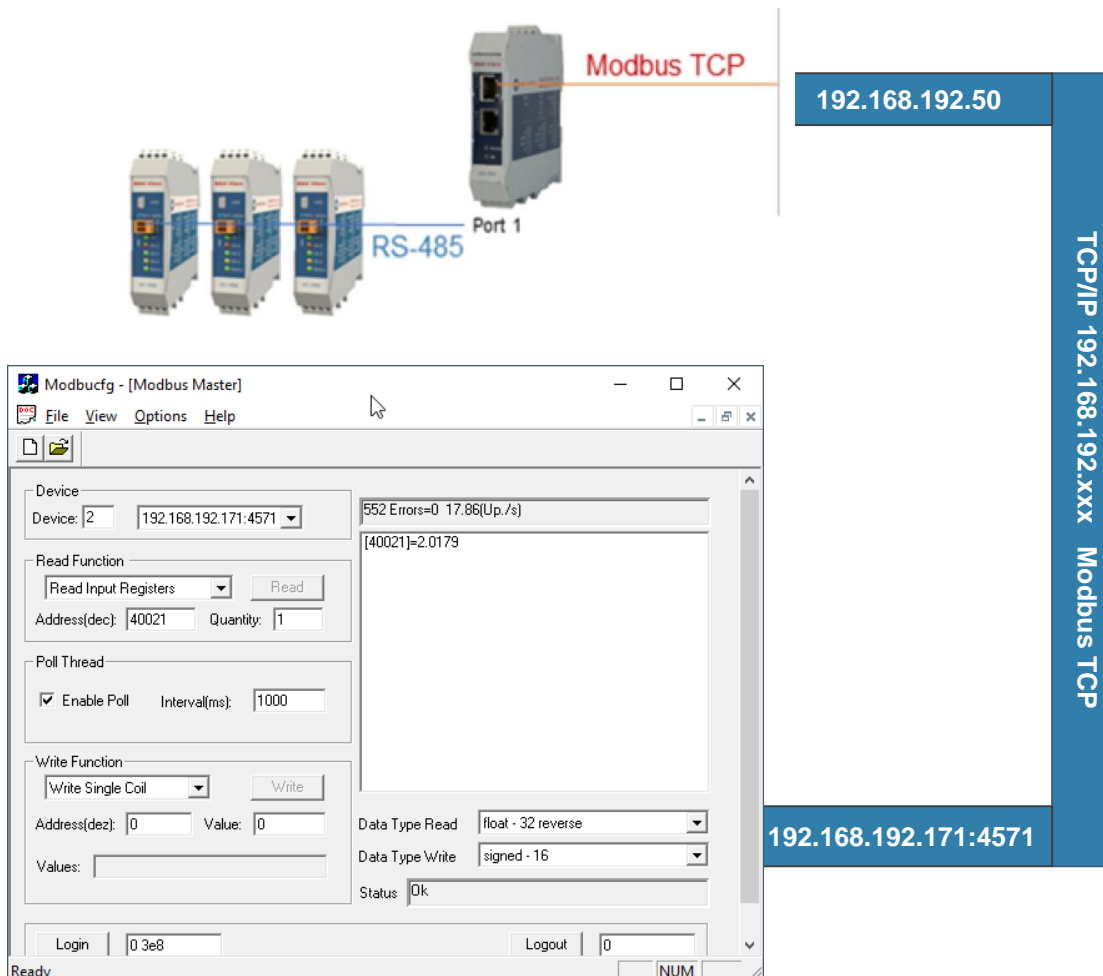 Modbus TCP
192.168.192.50
Port 1
RS-485
TCP/IP 192.168.192.xxx Modbus TCP
Modbucfg - [Modbus Master]
File View Options Help
Device
Device: 2 192.168.192.171:4571
552 Errors=0 17.86(Up./s)
[40021]=2.0179
Read Function
Read Input Registers Read
Address(dec): 40021 Quantity: 1
Poll Thread
Enable Poll Interval(ms): 1000
Write Function
Write Single Coil Write
Address(dez): 0 Value: 0
Values:
Data Type Read float - 32 reverse
Data Type Write signed - 16
Status Ok
192.168.192.171:4571
Login 0 3e8 Logout 0
Ready NUM